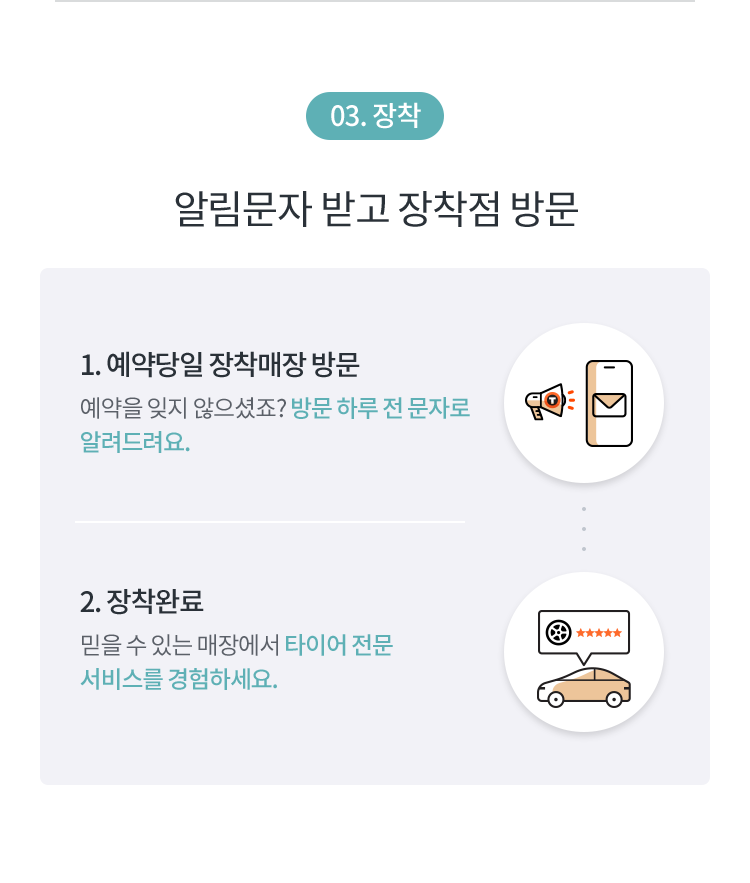 03. 장착
알림문자 받고 장착점 방문
1. 예약당일 장착매장 방문
예약을 잊지 않으셨죠? 방문 하루 전 문자로
알려드려요.
T
2. 장착완료
믿을 수 있는 매장에서 타이어 전문
서비스를 경험하세요.